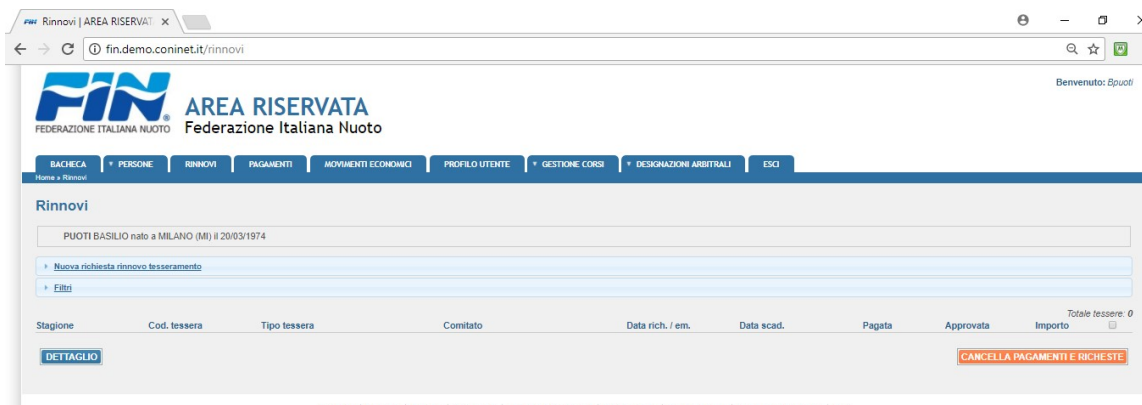 FIN Rinnovi | AREA RISERVAT
fin.demo.coninet.it/rinnovi
Benvenuto: Bpuoti
FIN
FEDERAZIONE ITALIANA NUOTO
AREA RISERVATA
Federazione Italiana Nuoto
BACHECA PERSONE RINNOVI PAGAMENTI MOVIMENTI ECONOMICI PROFILO UTENTE GESTIONE CORSI DESIGNAZIONI ARBITRALI ESCI
Home » Rinnovi
Rinnovi
PUOTI BASILIO nato a MILANO (MI) il 20/03/1974
Nuova richiesta rinnovo tesseramento
Filtri
Totale tessere: 0
Stagione Cod. tessera Tipo tessera Comitato Data rich. / em. Data scad. Pagata Approvata Importo
DETTAGLIO CANCELLA PAGAMENTI E RICHESTE